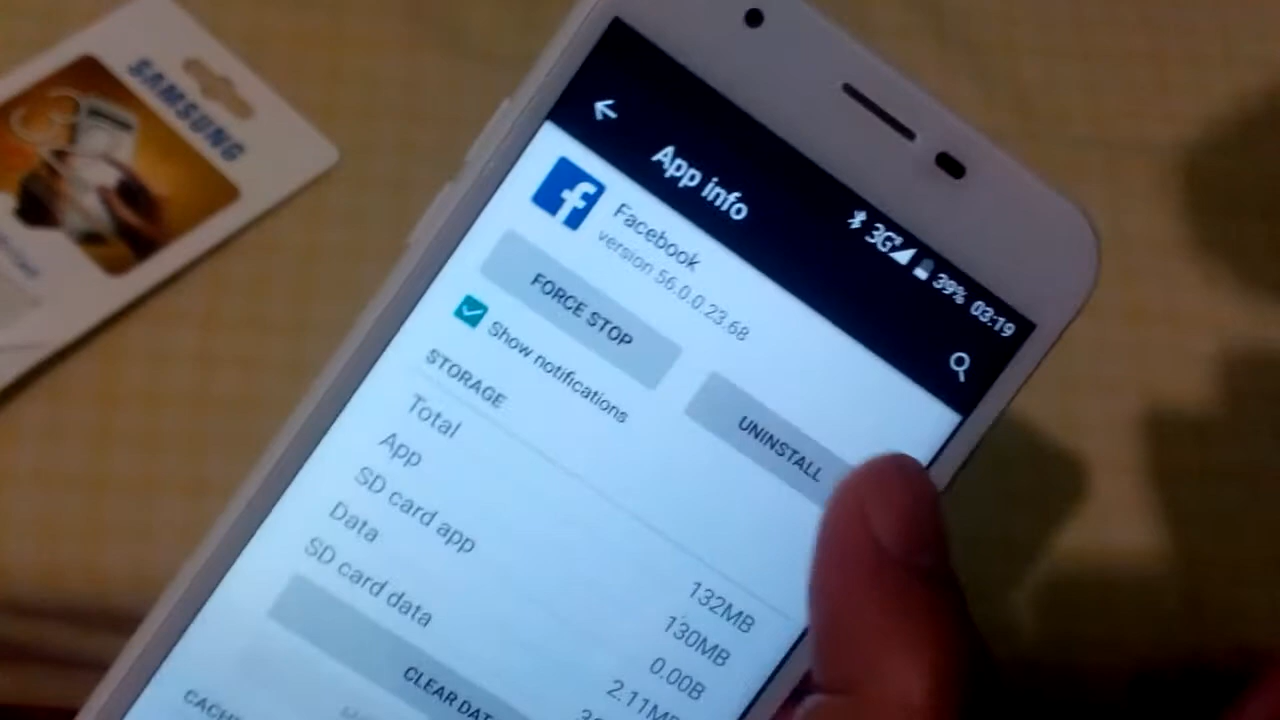 SAMSUNG
3G 39% 03:19
App info
Facebook
version 56.0.0.23.68
FORCE STOP
UNINSTALL
Show notifications
STORAGE
Total 132MB
App 130MB
SD card app 0.00B
Data 2.11MB
SD card data
CLEAR DATA